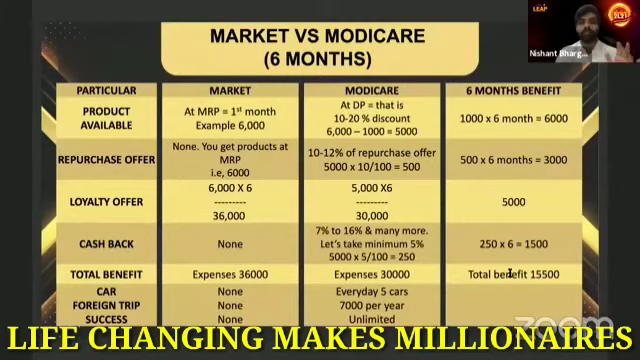 LEAP
Nishant Bharg...
MARKET VS MODICARE
(6 MONTHS)
PARTICULAR MARKET MODICARE 6 MONTHS BENEFIT
PRODUCT
AVAILABLE
At MRP = 1st month
Example 6,000
At DP = that is
10-20 % discount
6,000 – 1000 = 5000
1000 x 6 month = 6000
REPURCHASE OFFER
None. You get products at
MRP
i.e, 6000
10-12% of repurchase offer
5000 x 10/100 = 500
500 x 6 months = 3000
LOYALTY OFFER
6,000 X 6
---------
36,000
5,000 X6
---------
30,000
5000
CASH BACK
None
7% to 16% & many more.
Let's take minimum 5%
5000 x 5/100 = 250
250 x 6 = 1500
TOTAL BENEFIT Expenses 36000 Expenses 30000 Total benefit 15500
CAR None Everyday 5 cars
FOREIGN TRIP None 7000 per year
SUCCESS None Unlimited
zoom
LIFE CHANGING MAKES MILLIONAIRES